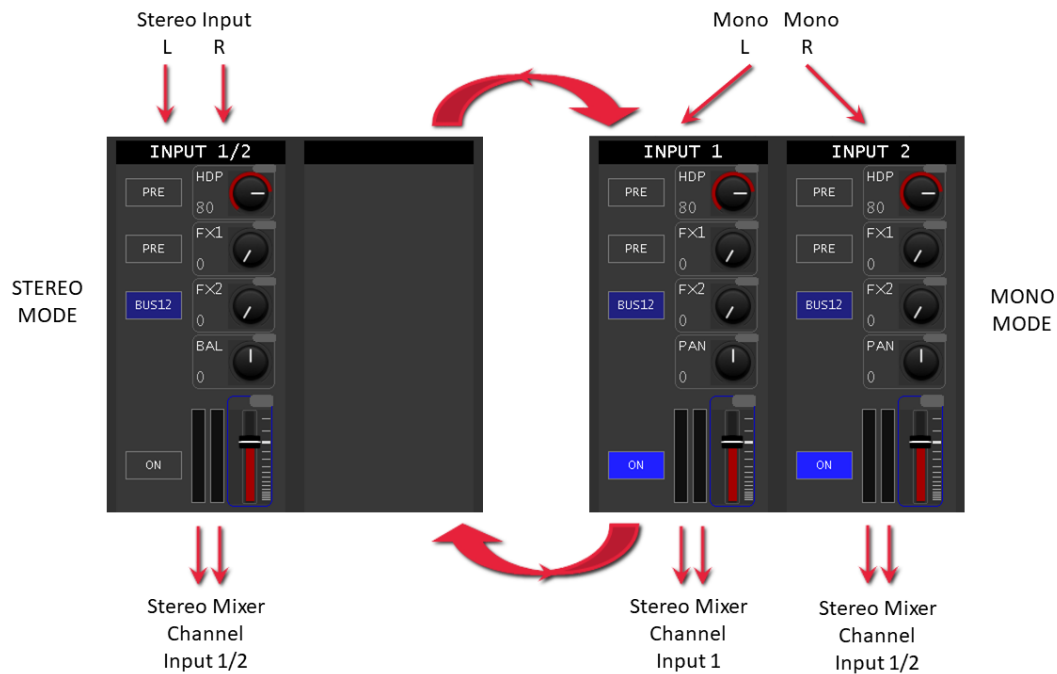 Stereo Input
L R
Mono Mono
L R
INPUT 1/2
PRE
HDP
80
PRE
FX1
0
BUS12
FX2
0
BAL
0
ON
STEREO
MODE
INPUT 1
INPUT 2
PRE
HDP
80
PRE
HDP
80
PRE
FX1
0
PRE
FX1
0
BUS12
FX2
0
BUS12
FX2
0
PAN
0
PAN
0
ON
ON
MONO
MODE
Stereo Mixer
Channel
Input 1/2
Stereo Mixer
Channel
Input 1
Stereo Mixer
Channel
Input 1/2